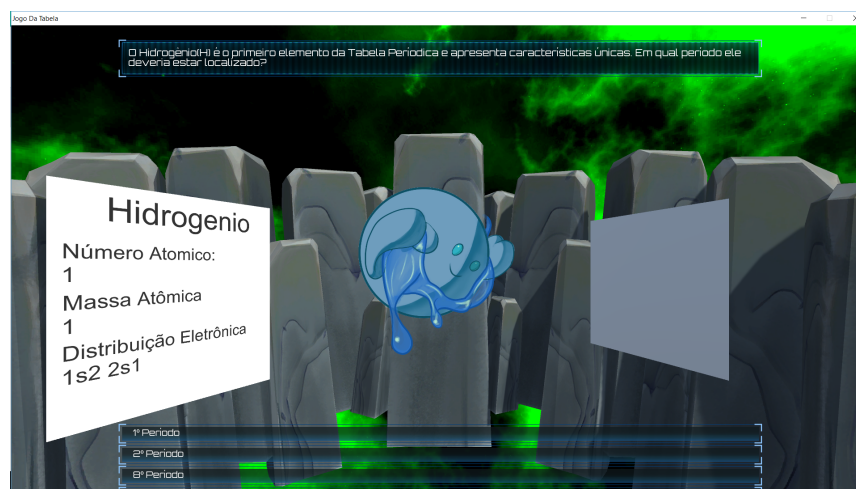 Jogo Da Tabela
O Hidrogênio(H) é o primeiro elemento da Tabela Periodica e apresenta características únicas. Em qual periodo ele
deveria estar localizado?
Hidrogenio
Número Atomico:
1
Massa Atômica
1
Distribuição Eletrônica
1s2 2s1
1º Periodo
2º Periodo
8º Periodo